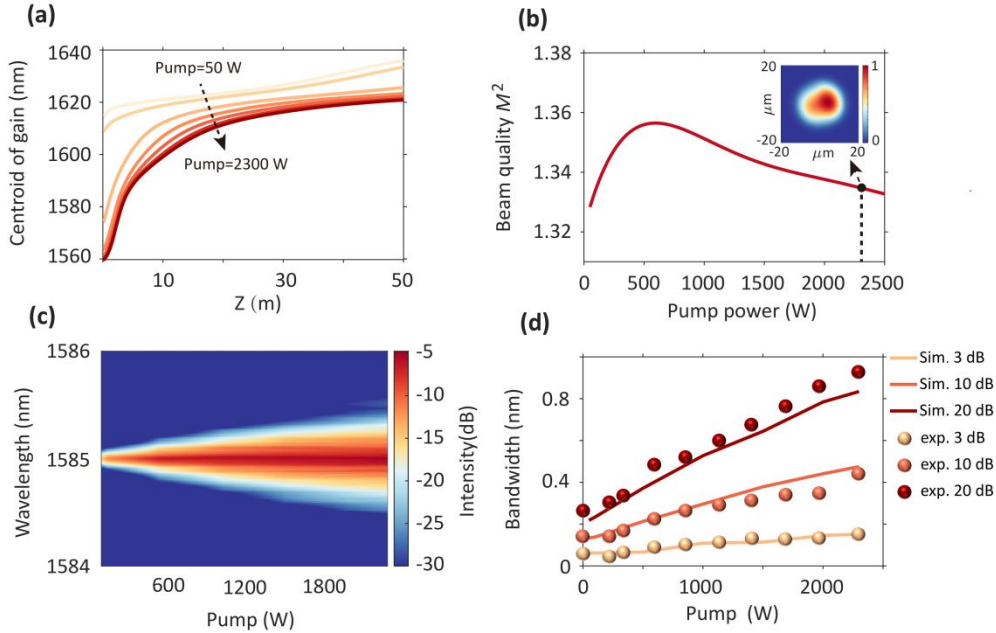 (a)
1640
1620
1600
1580
1560
Centroid of gain (nm)
Pump=50 W
Pump=2300 W
10
30
50
Z (m)
(b)
1.38
1.36
1.34
1.32
Beam quality M²
20
μm
-20
-20
μm
20
1
0
0
500
1000
1500
2000
2500
Pump power (W)
(c)
1586
1585
1584
Wavelength (nm)
600
1200
1800
Pump (W)
-5
-10
-15
-20
-25
-30
Intensity(dB)
(d)
0.8
0.4
0
Bandwidth (nm)
0
1000
2000
Pump (W)
Sim. 3 dB
Sim. 10 dB
Sim. 20 dB
exp. 3 dB
exp. 10 dB
exp. 20 dB